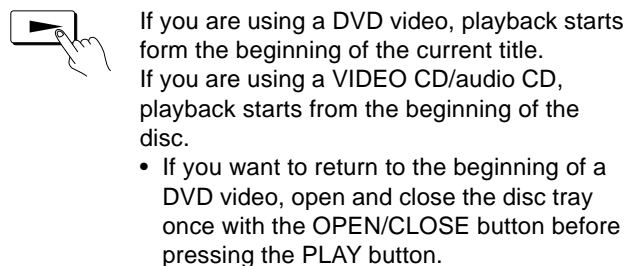 If you are using a DVD video, playback starts
form the beginning of the current title.
If you are using a VIDEO CD/audio CD,
playback starts from the beginning of the
disc.
• If you want to return to the beginning of a
DVD video, open and close the disc tray
once with the OPEN/CLOSE button before
pressing the PLAY button.